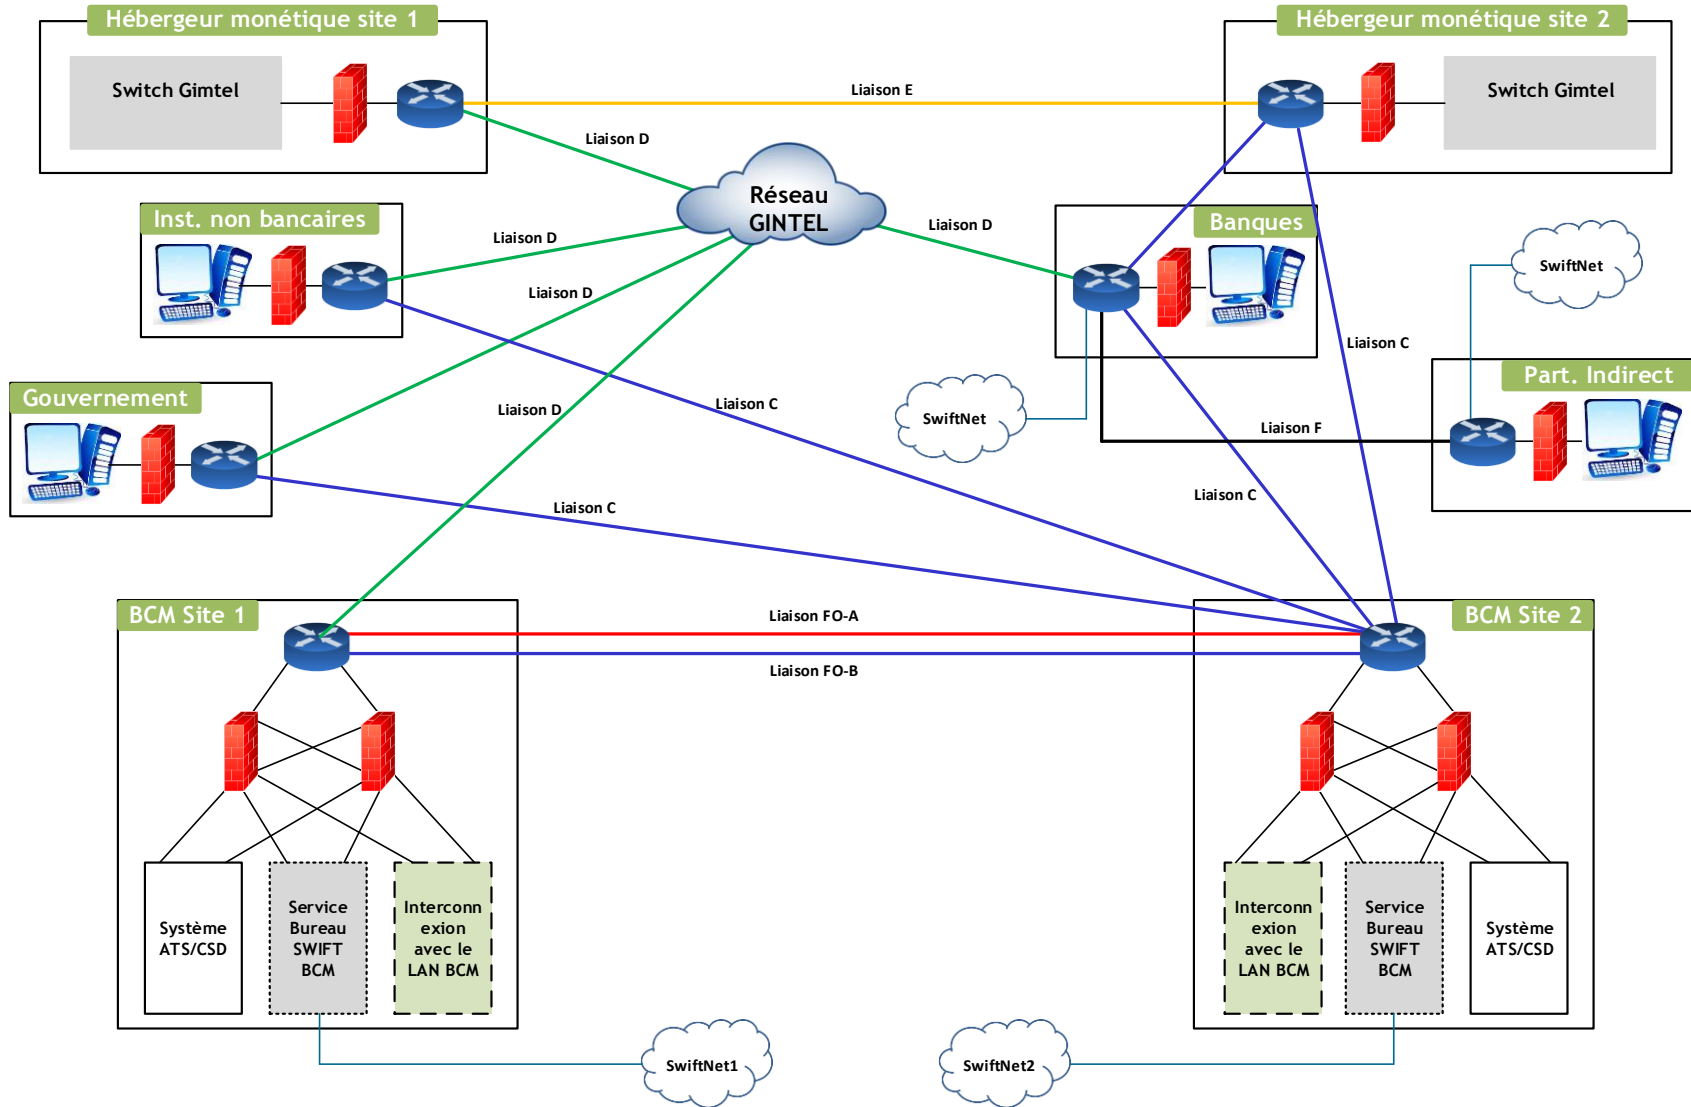 Hébergeur monétique site 1
Hébergeur monétique site 2
Switch Gimtel
Switch Gimtel
Liaison E
Liaison D
Réseau
GINTEL
Inst. non bancaires
Liaison D
Liaison D
Banques
SwiftNet
Liaison D
Liaison C
Part. Indirect
Gouvernement
Liaison C
Liaison D
SwiftNet
Liaison F
Liaison C
Liaison C
BCM Site 1
Liaison FO-A
BCM Site 2
Liaison FO-B
Système
ATS/CSD
Service
Bureau
SWIFT
BCM
Interconn
exion
avec le
LAN BCM
Interconn
exion
avec le
LAN BCM
Service
Bureau
SWIFT
BCM
Système
ATS/CSD
SwiftNet1
SwiftNet2